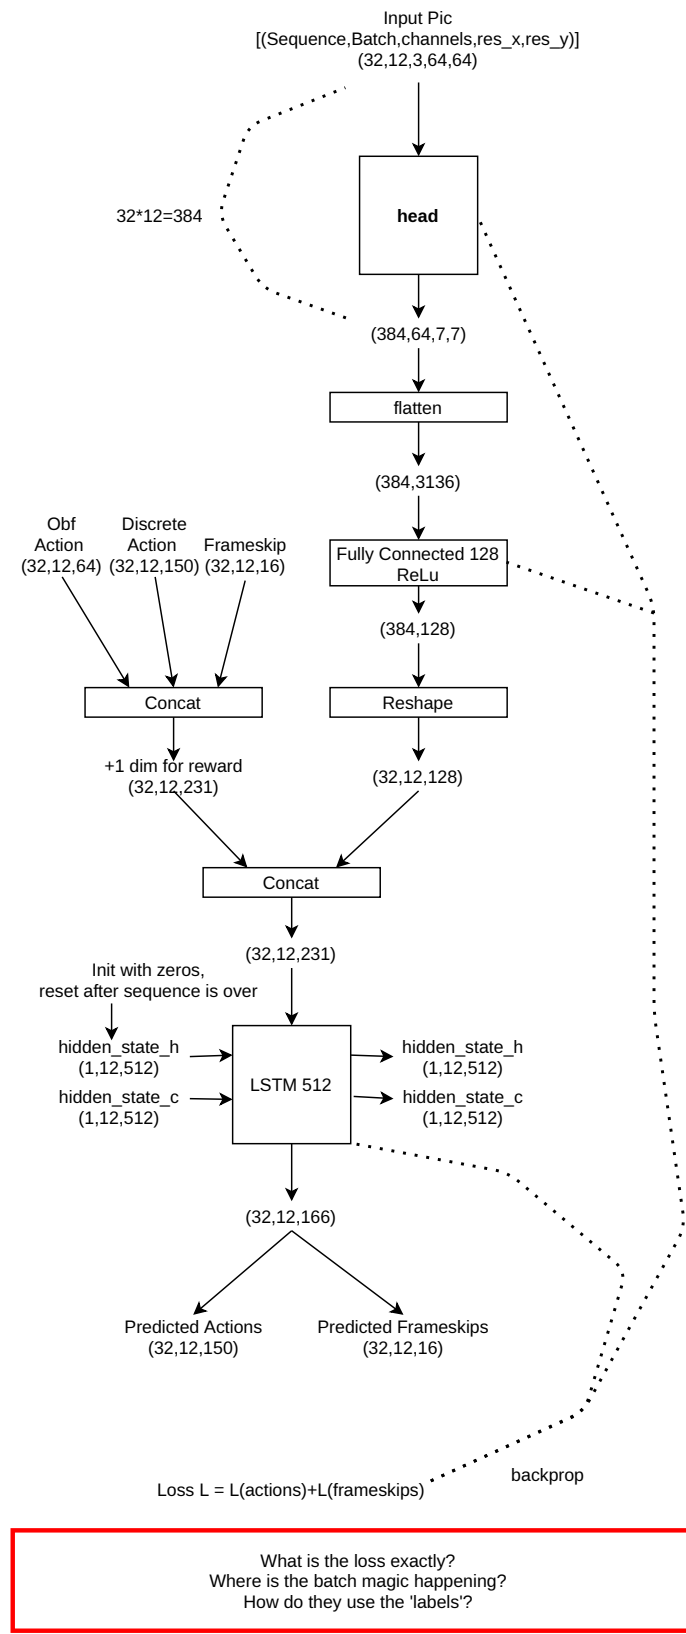 Input Pic
[(Sequence,Batch,channels,res_x,res_y)]
(32,12,3,64,64)
32*12=384
head
(384,64,7,7)
flatten
(384,3136)
Obf
Action
(32,12,64)
Discrete
Action
(32,12,150)
Frameskip
(32,12,16)
Fully Connected 128
ReLu
(384,128)
Concat
Reshape
+1 dim for reward
(32,12,231)
(32,12,128)
Concat
(32,12,231)
Init with zeros,
reset after sequence is over
hidden_state_h
(1,12,512)
hidden_state_c
(1,12,512)
LSTM 512
hidden_state_h
(1,12,512)
hidden_state_c
(1,12,512)
(32,12,166)
Predicted Actions
(32,12,150)
Predicted Frameskips
(32,12,16)
backprop
Loss L = L(actions)+L(frameskips)
What is the loss exactly?
Where is the batch magic happening?
How do they use the 'labels'?